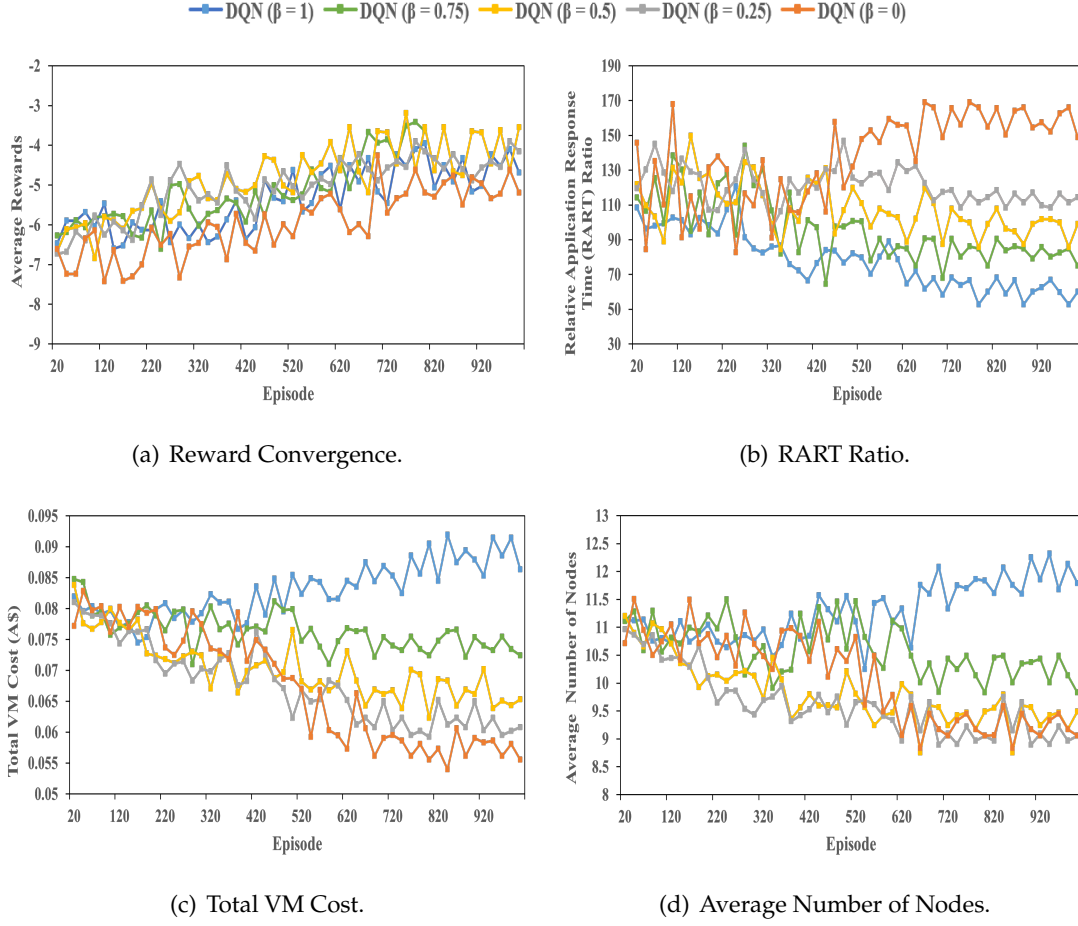 DQN (β = 1) DQN (β = 0.75) DQN (β = 0.5) DQN (β = 0.25) DQN (β = 0)
Average Rewards
-2
-3
-4
-5
-6
-7
-8
-9
20 120 220 320 420 520 620 720 820 920
Episode
(a) Reward Convergence.
Relative Application Response
Time (RART) Ratio
190
170
150
130
110
90
70
50
30
20 120 220 320 420 520 620 720 820 920
Episode
(b) RART Ratio.
Total VM Cost (AS)
0.095
0.09
0.085
0.08
0.075
0.07
0.065
0.06
0.055
0.05
20 120 220 320 420 520 620 720 820 920
Episode
(c) Total VM Cost.
Average Number of Nodes
13
12.5
12
11.5
11
10.5
10
9.5
9
8.5
8
20 120 220 320 420 520 620 720 820 920
Episode
(d) Average Number of Nodes.